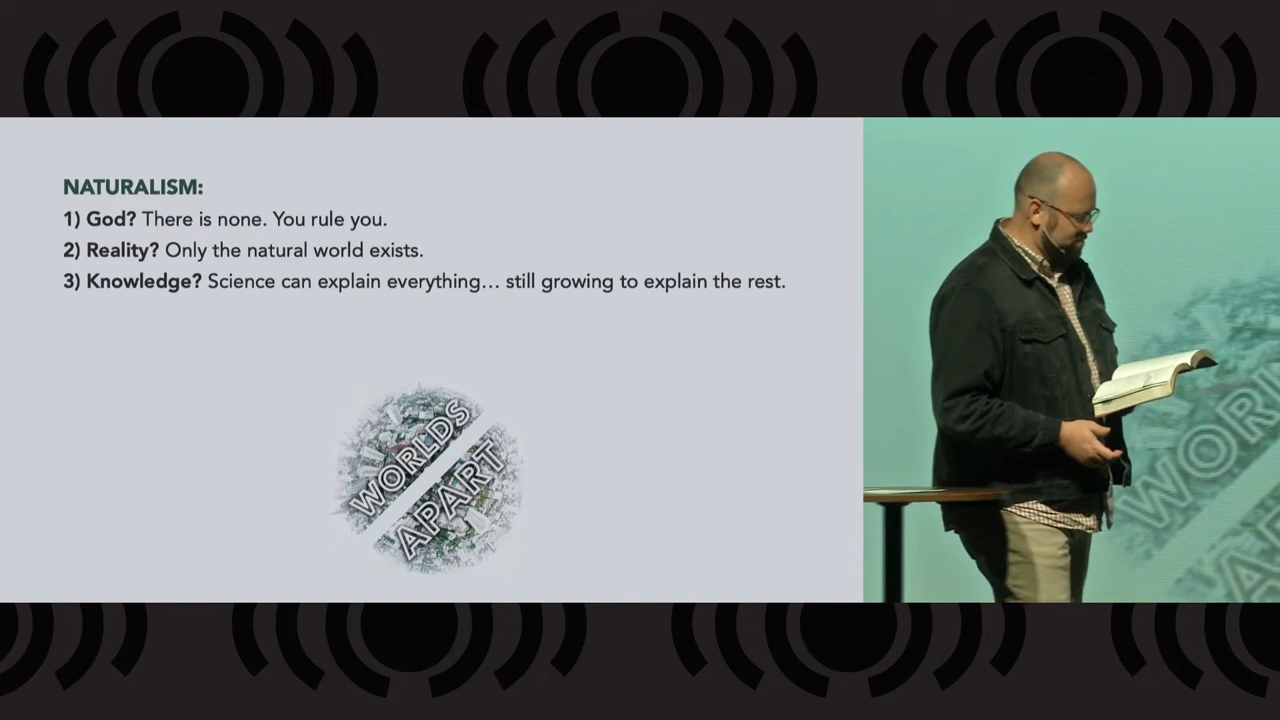 NATURALISM:
1) God? There is none. You rule you.
2) Reality? Only the natural world exists.
3) Knowledge? Science can explain everything… still growing to explain the rest.
WORLDS
APART
WORL
A